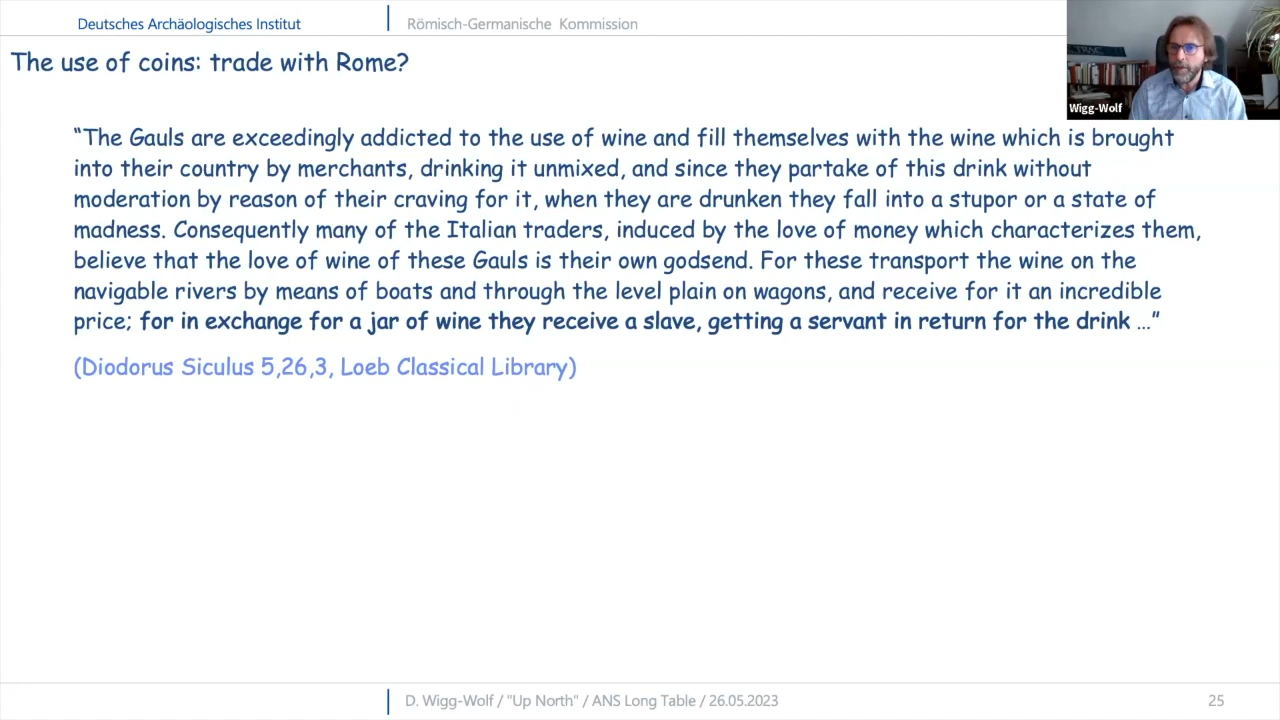 Deutsches Archäologisches Institut
Römisch-Germanische Kommission
The use of coins: trade with Rome?
Wigg-Wolf
“The Gauls are exceedingly addicted to the use of wine and fill themselves with the wine which is brought
into their country by merchants, drinking it unmixed, and since they partake of this drink without
moderation by reason of their craving for it, when they are drunken they fall into a stupor or a state of
madness. Consequently many of the Italian traders, induced by the love of money which characterizes them,
believe that the love of wine of these Gauls is their own godsend. For these transport the wine on the
navigable rivers by means of boats and through the level plain on wagons, and receive for it an incredible
price; for in exchange for a jar of wine they receive a slave, getting a servant in return for the drink …”
(Diodorus Siculus 5,26,3, Loeb Classical Library)
D. Wigg-Wolf / "Up North" / ANS Long Table / 26.05.2023
25